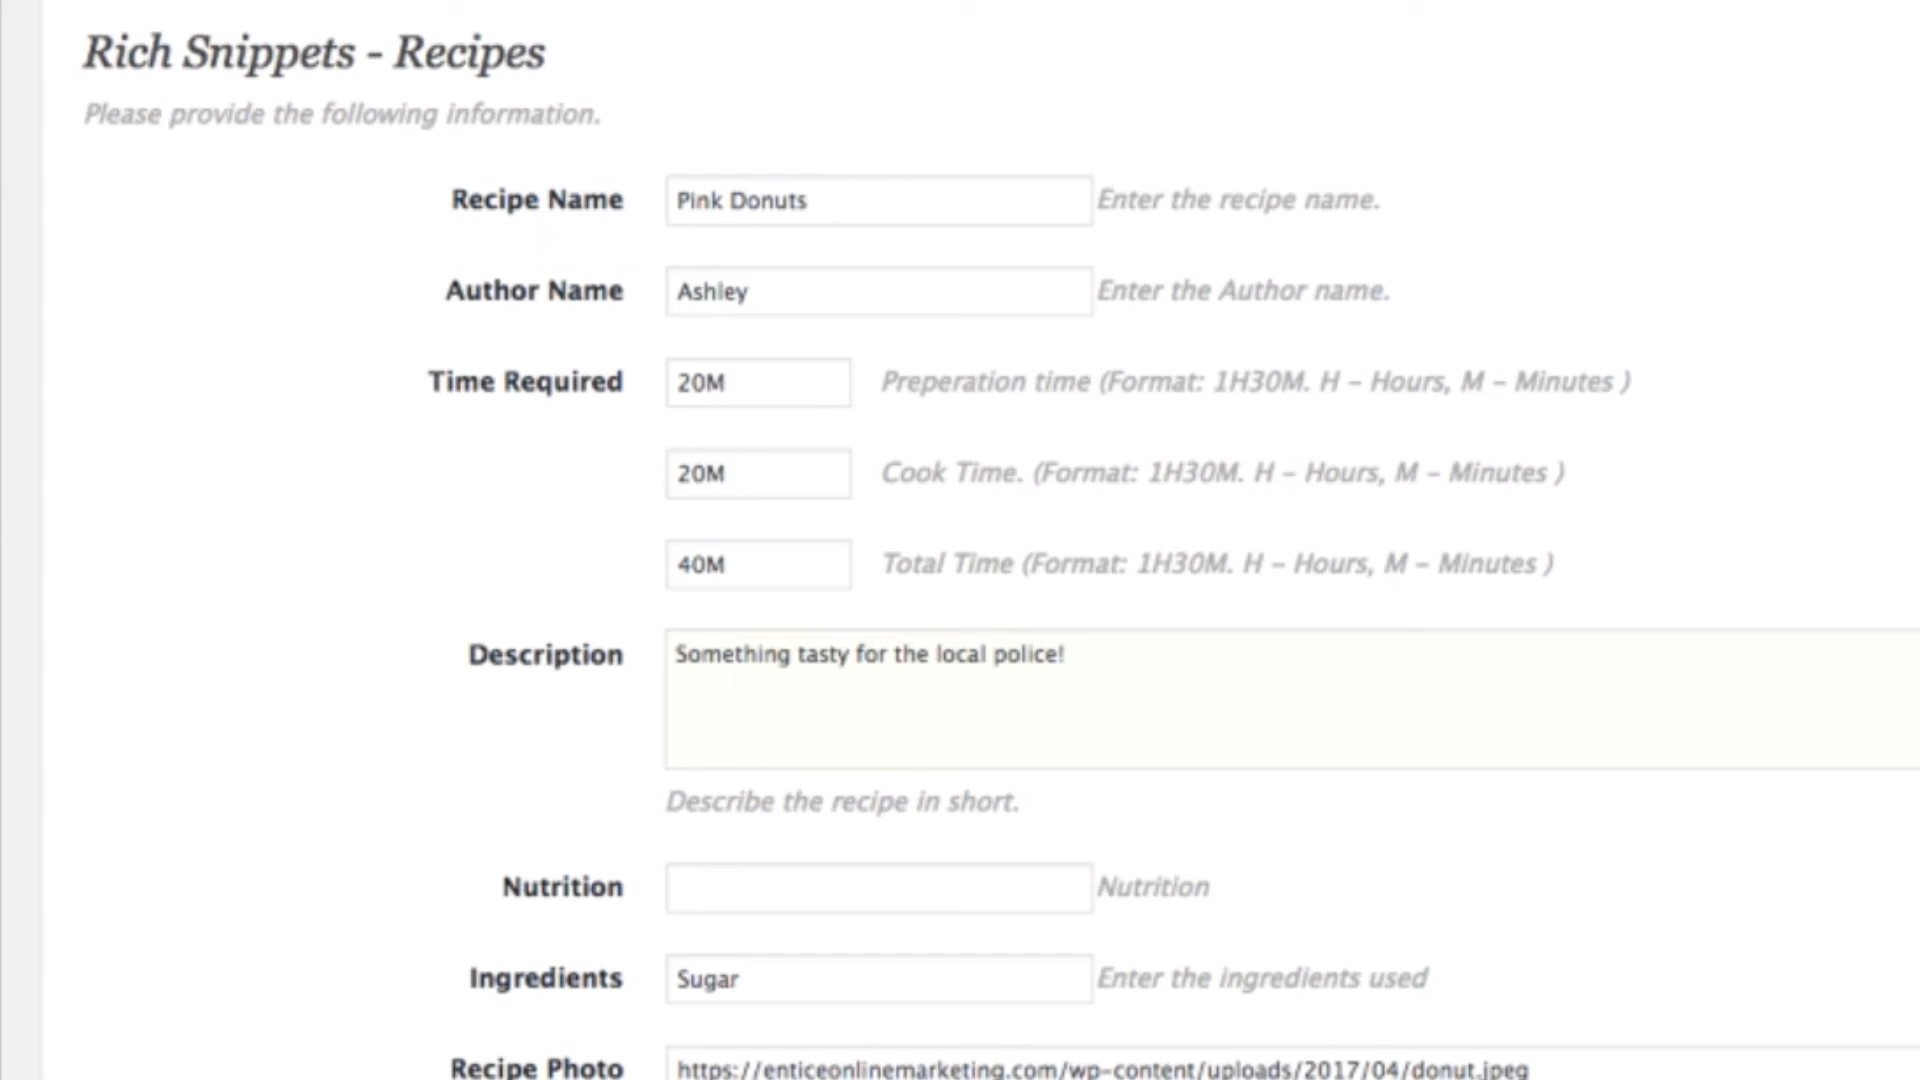 Rich Snippets - Recipes
Please provide the following information.
Recipe Name Pink Donuts Enter the recipe name.
Author Name Ashley Enter the Author name.
Time Required 20M Preperation time (Format: 1H30M. H – Hours, M – Minutes )
20M Cook Time. (Format: 1H30M. H – Hours, M – Minutes )
40M Total Time (Format: 1H30M. H – Hours, M – Minutes )
Description Something tasty for the local police!
Describe the recipe in short.
Nutrition Nutrition
Ingredients Sugar Enter the ingredients used
Recipe Photo https://enticeonlinemarketing.com/wp-content/uploads/2017/04/donut.jpeg